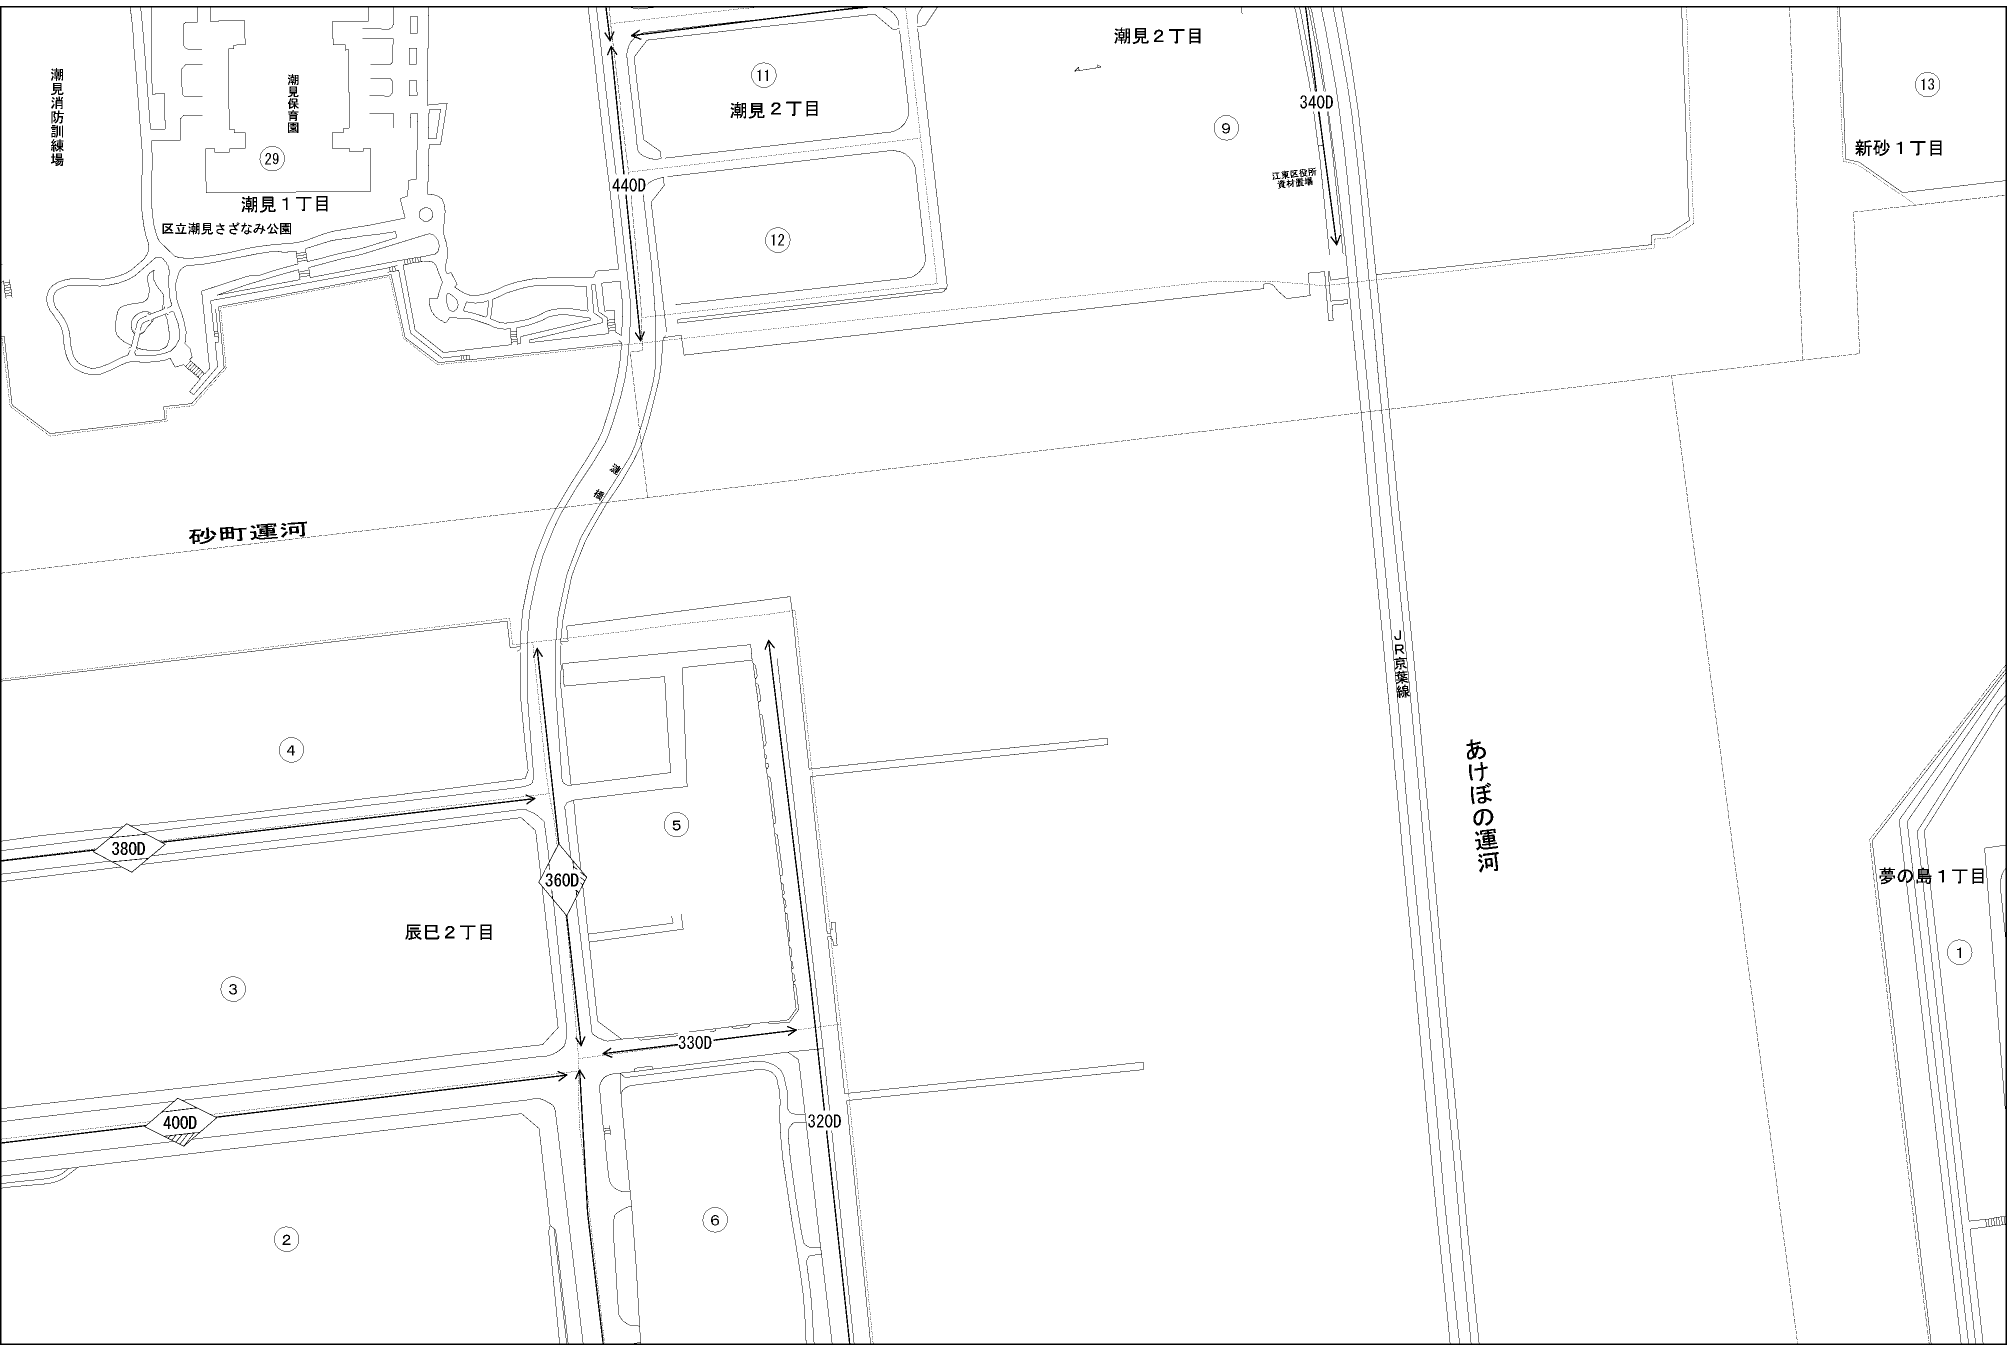 潮見2丁目
潮見消防訓練場
潮見保育園
11
13
340D
潮見2丁目
9
新砂1丁目
29
440D
江東区役所
資材置場
潮見1丁目
区立潮見さざなみ公園
12
漣橋
砂町運河
JR京葉線
4
あけぼの運河
5
380D
360D
夢の島1丁目
辰巳2丁目
1
3
330D
400D
320D
6
2